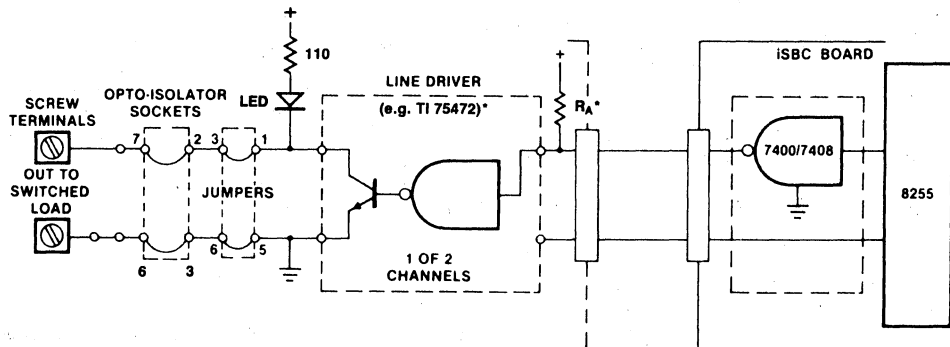 +
110
LED
+
RA*
iSBC BOARD
LINE DRIVER
(e.g. TI 75472)*
OPTO-ISOLATOR
SOCKETS
SCREW
TERMINALS
7
2
3
1
7400/7408
8255
OUT TO
SWITCHED
LOAD
JUMPERS
6
3
6
5
1 OF 2
CHANNELS